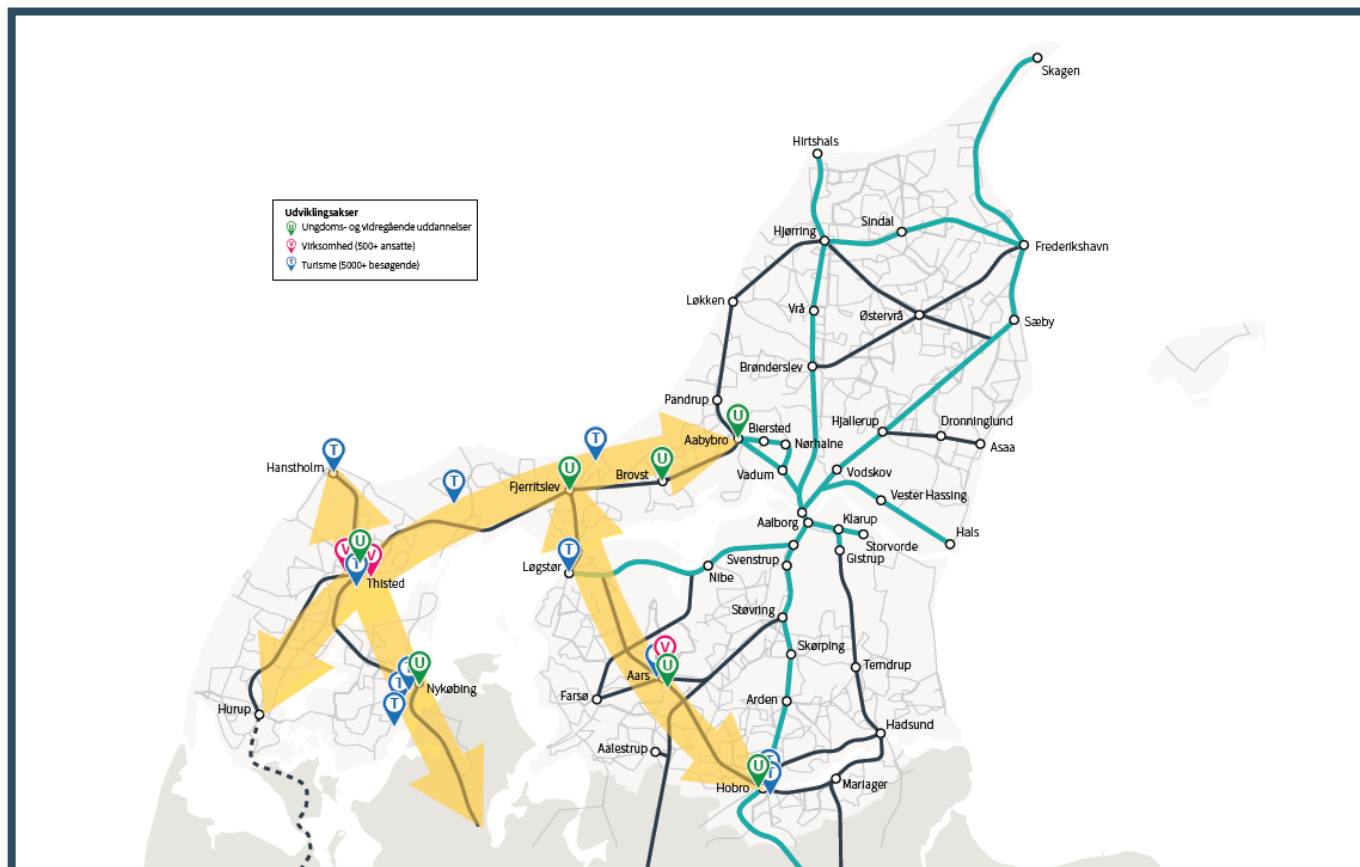 Skagen
Hirtshals
Sindal
Hjørring
Frederikshavn
Udviklingsakser
U Ungdoms- og vidregående uddannelser
V Virksomhed (500+ ansatte)
T Turisme (5000+ besøgende)
Løkken
Vrå
Østervrå
Sæby
Brønderslev
Pandrup
U
Hjallerup
Dronninglund
Biersted
Aabybro
Nørhalne
Asaa
T
T
Hanstholm
U
U
Brovst
Vadum
Vodskov
T
Fjerritslev
Vester Hassing
Aalborg
Klarup
Hals
Storvorde
U
V
V
T
Thisted
T
Løgstør
Svenstrup
Gistrup
Nibe
Støvring
V
Skørping
U
Terndrup
Aars
U
T
T
Nykøbing
Farsø
Arden
T
Hurup
Hadsund
Aalestrup
U
T
T
Hobro
Mariager